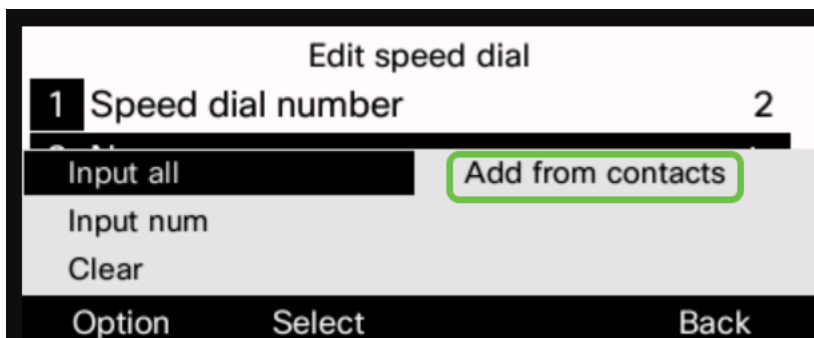 Edit speed dial
1 Speed dial number 2
Input all Add from contacts
Input num
Clear
Option Select Back